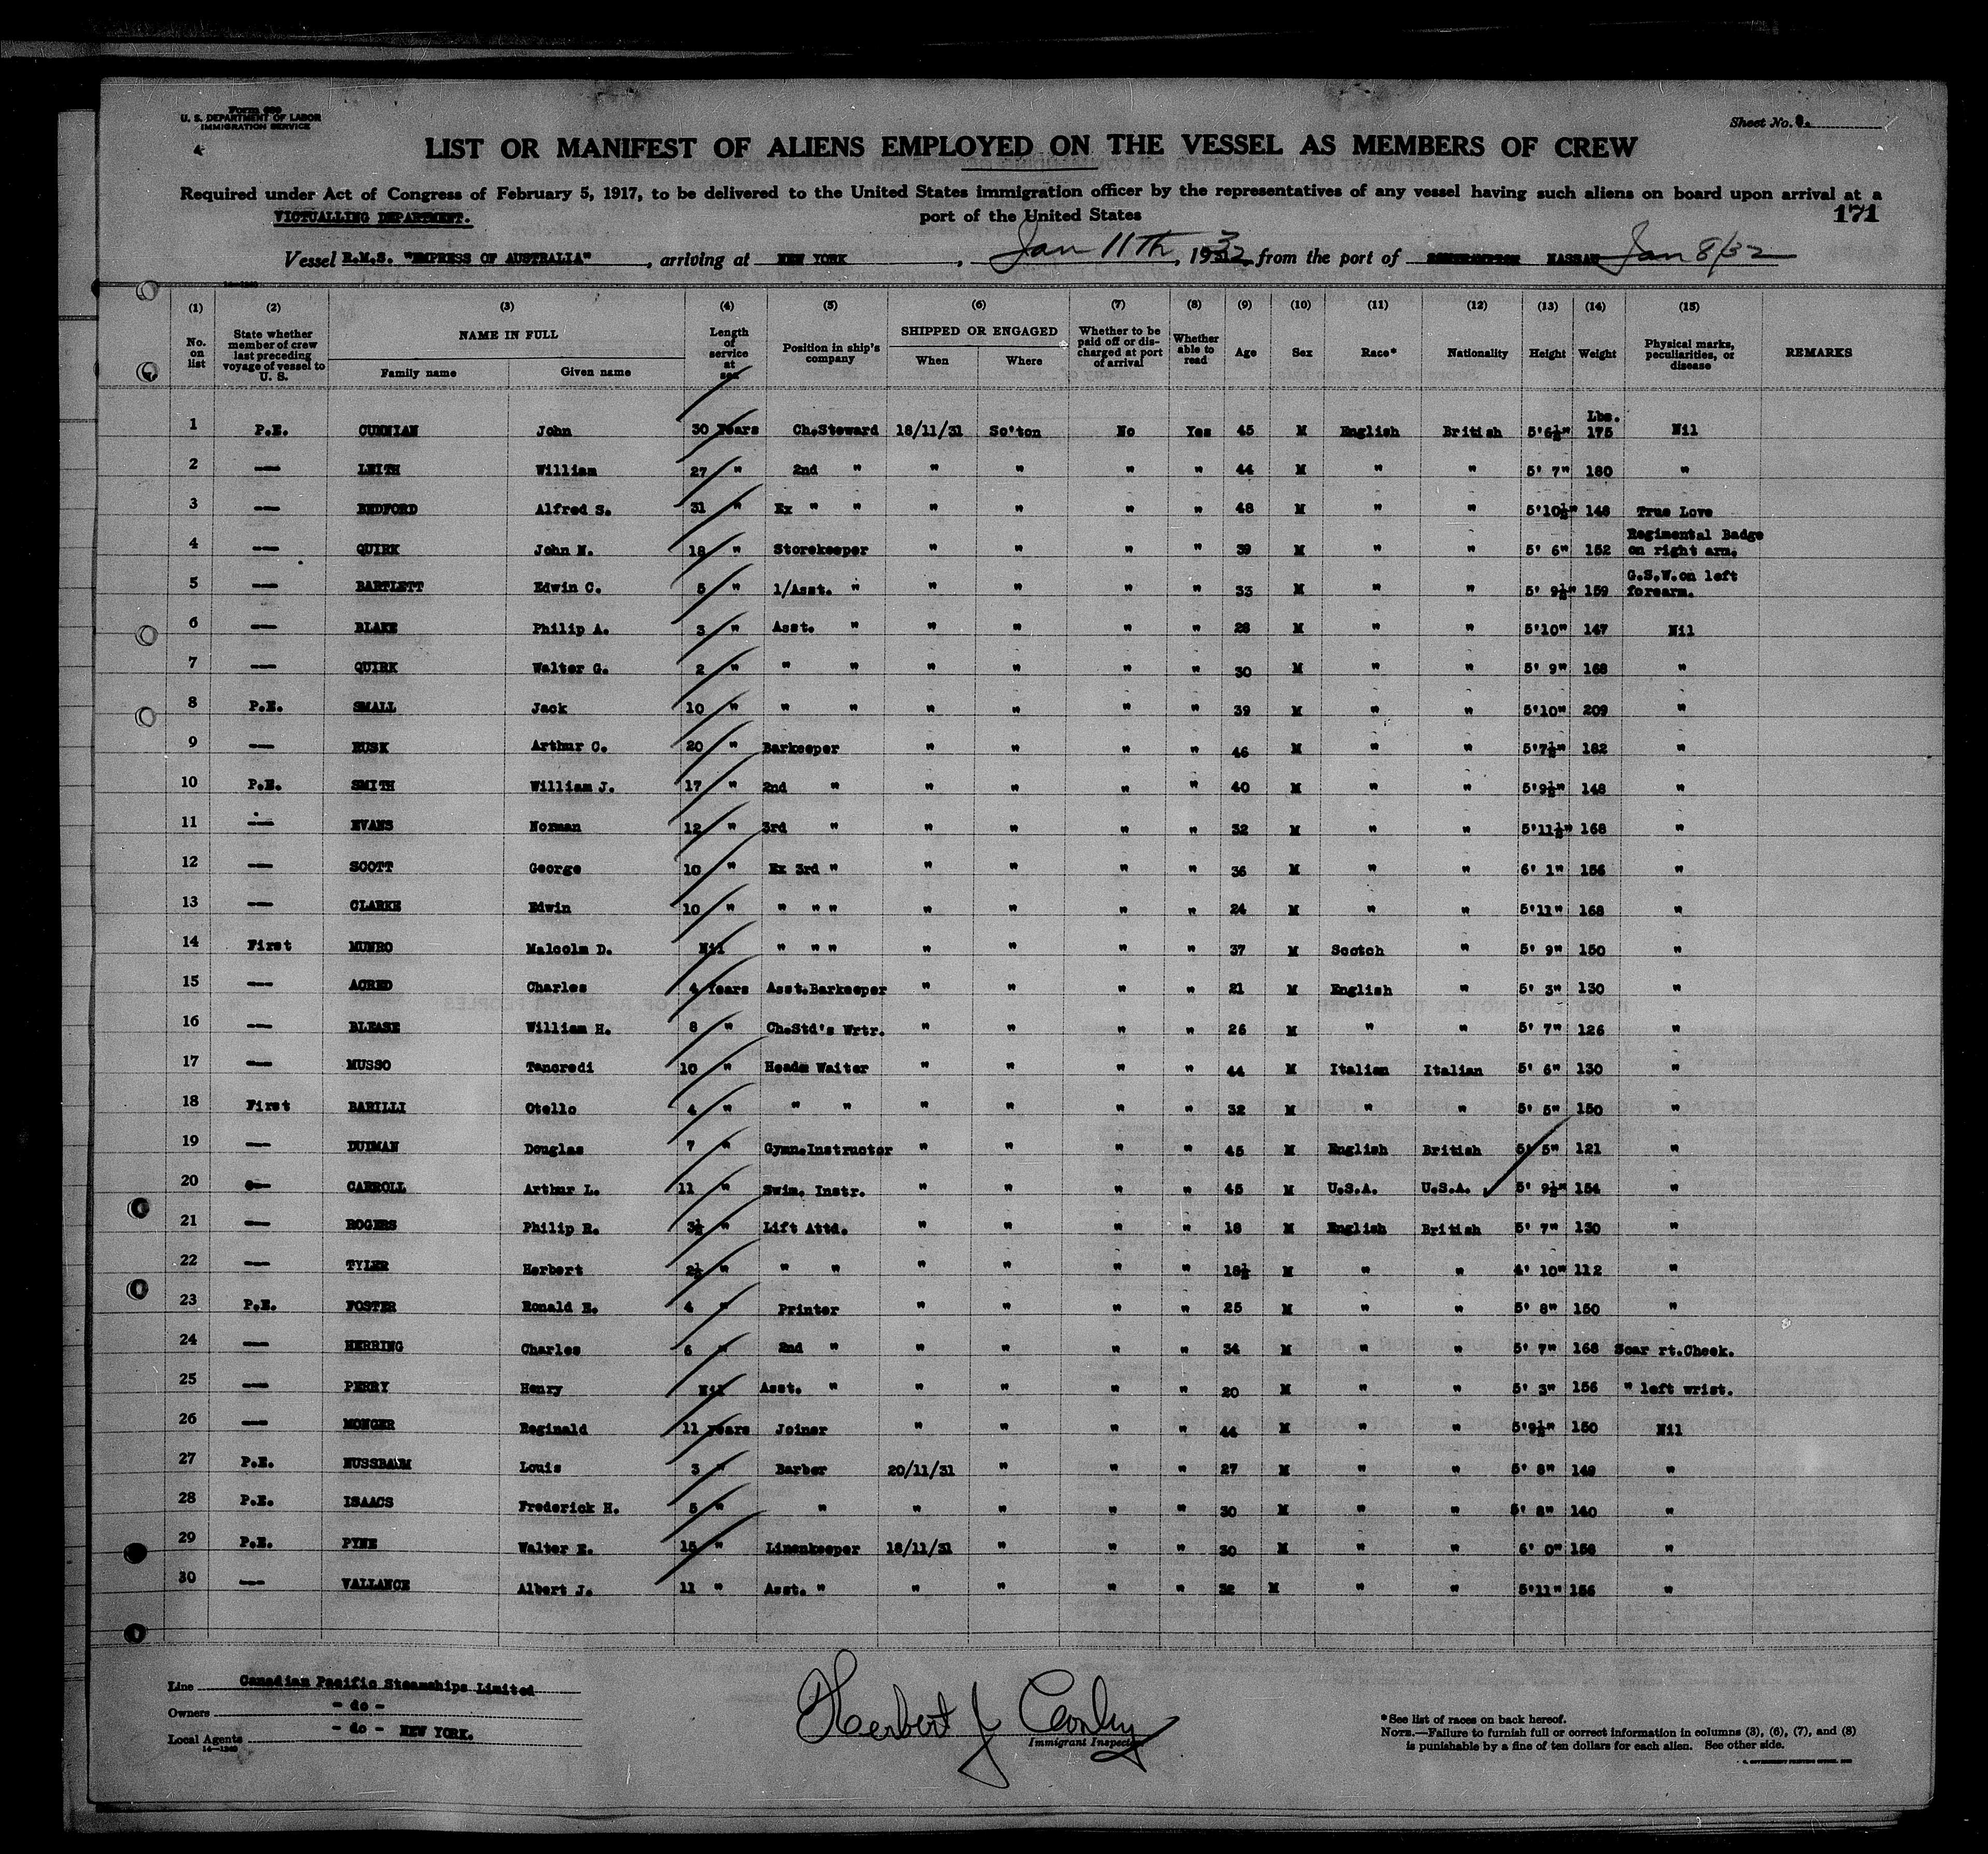 Form 689
U. S. DEPARTMENT OF LABOR
IMMIGRATION SERVICE
Sheet No. 8.
LIST OR MANIFEST OF ALIENS EMPLOYED ON THE VESSEL AS MEMBERS OF CREW
Required under Act of Congress of February 5, 1917, to be delivered to the United States immigration officer by the representatives of any vessel having such aliens on board upon arrival at a
VICTUALLING DEPARTMENT. port of the United States 171
Vessel R.M.S. "EMPRESS OF AUSTRALIA", arriving at NEW YORK, Jan 11th, 1932 from the port of SOUTHAMPTON NASSAU Jan 8/32
(1) (2) (3) (4) (5) (6) (7) (8) (9) (10) (11) (12) (13) (14) (15)
No. on list State whether member of crew last preceding voyage of vessel to U. S. NAME IN FULL Family name Given name Length of service at sea Position in ship's company SHIPPED OR ENGAGED When Where Whether to be paid off or discharged at port of arrival Whether able to read Age Sex Race* Nationality Height Weight Physical marks, peculiarities, or disease REMARKS
Lbs.
1 P.E. CUNNIAN John 30 Years Ch.Steward 18/11/31 So'ton No Yes 45 M English British 5'6½" 175 Nil
2 — LEITH William 27 " 2nd " " " " " 44 M " " 5' 7" 180 "
3 — BEDFORD Alfred S. 31 " Ex " " " " " " 48 M " " 5'10½" 148 True Love
4 — QUIRK John N. 18 " Storekeeper " " " " 39 M " " 5' 6" 152 Regimental Badge on right arm.
5 — BARTLETT Edwin C. 5 " 1/Asst. " " " " " 33 M " " 5' 9½" 159 G.S.W.on left forearm.
6 — BLAKE Philip A. 3 " Asst. " " " " " 28 M " " 5'10" 147 Nil
7 — QUIRK Walter G. 2 " " " " " " " 30 M " " 5' 9" 168 "
8 P.E. SMALL Jack 10 " " " " " " " 39 M " " 5'10" 209 "
9 — RUSK Arthur C. 20 " Barkeeper " " " " 46 M " " 5'7½" 182 "
10 P.E. SMITH William J. 17 " 2nd " " " " " 40 M " " 5'9½" 148 "
11 — EVANS Norman 12 " 3rd " " " " " 32 M " " 5'11½" 168 "
12 — SCOTT George 10 " Ex 3rd " " " " " 36 M " " 6' 1" 156 "
13 — CLARKE Edwin 10 " " " " " " " " 24 M " " 5'11" 168 "
14 First MUNRO Malcolm D. Nil " " " " " " " 37 M Scotch " 5' 9" 150 "
15 — ACRED Charles 4 Years Asst.Barkeeper " " " " 21 M English " 5' 3" 130 "
16 — BLEASE William H. 8 " Ch.Std's Wrtr. " " " " 26 M " " 5' 7" 126 "
17 — MUSSO Tancredi 10 " Headm Waiter " " " " 44 M Italian Italian 5' 6" 130 "
18 First BARILLI Otello 4 " " " " " " " 32 M " " 5' 5" 150 "
19 — DUDMAN Douglas 7 " Gymn.Instructor " " " " 45 M English British 5' 5" 121 "
20 — CARROLL Arthur L. 11 " Swim. Instr. " " " " 45 M U.S.A. U.S.A. 5' 9½" 154 "
21 — ROGERS Philip R. 3½ " Lift Attd. " " " " 18 M English British 5' 7" 130 "
22 — TYLER Herbert 2½ " " " " " " " 18½ M " " 4' 10" 112 "
23 P.E. FOSTER Ronald E. 4 " Printer " " " " 25 M " " 5' 8" 150 "
24 — HERRING Charles 6 " 2nd " " " " " 34 M " " 5' 7" 168 Scar rt.Cheek.
25 — PERRY Henry Nil Asst. " " " " " 20 M " " 5' 3" 156 " left wrist.
26 — MONGER Reginald 11 years Joiner " " " " 44 M " " 5'9½" 150 Nil
27 P.E. NUSSBAUM Louis 3 " Barber 20/11/31 " " " 27 M " " 5' 8" 149 "
28 P.E. ISAACS Frederick H. 5 " " " " " " 30 M " " 5' 8" 140 "
29 P.E. PYNE Walter E. 15 " Linenkeeper 18/11/31 " " " 30 M " " 6' 0" 156 "
30 — VALLANCE Albert J. 11 " Asst. " " " " " 32 M " " 5'11" 156 "
Line Canadian Pacific Steamships Limited
Owners - do -
Local Agents - do - NEW YORK.
14—1240
Herbert J
Immigrant Inspector
*See list of races on back hereof.
NOTE.—Failure to furnish full or correct information in columns (3), (6), (7), and (8)
is punishable by a fine of ten dollars for each alien. See other side.